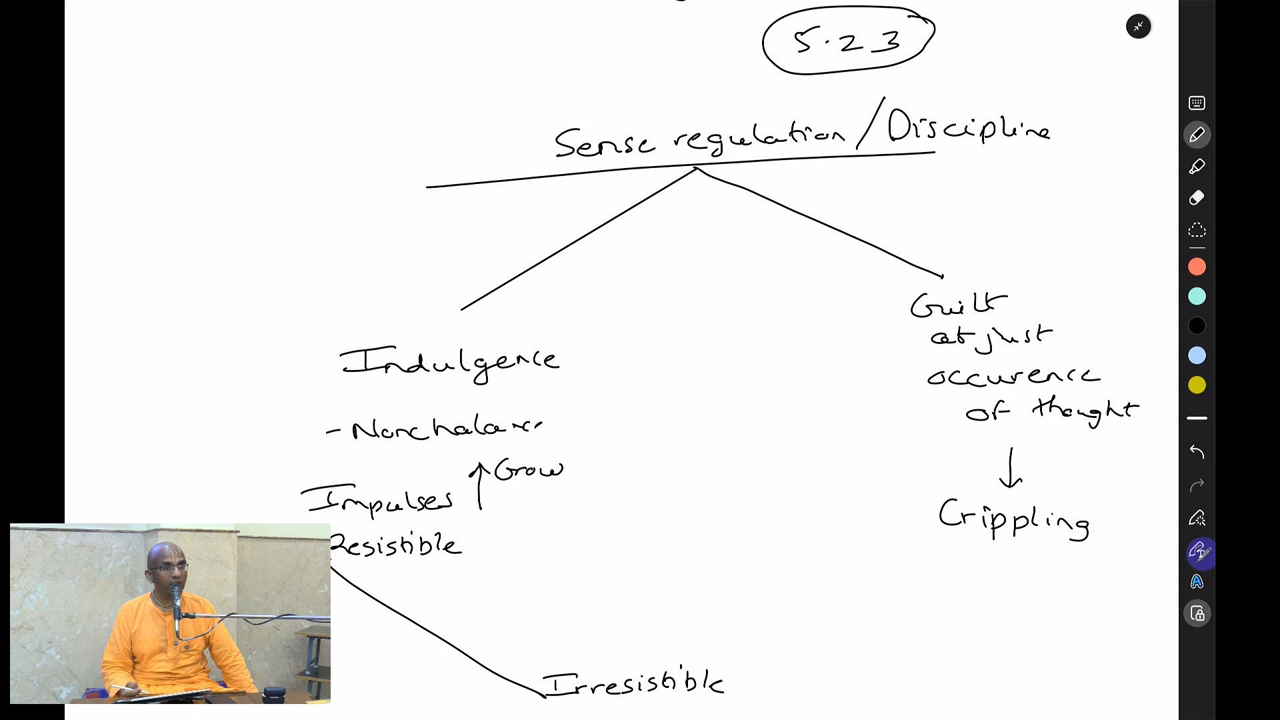 5.23
Sense regulation/Discipline
Indulgence
- Nonchalance
↑ Grow
Impulses
Resistible
Irresistible
Guilt
at just
occurence
of thought
↓
Crippling